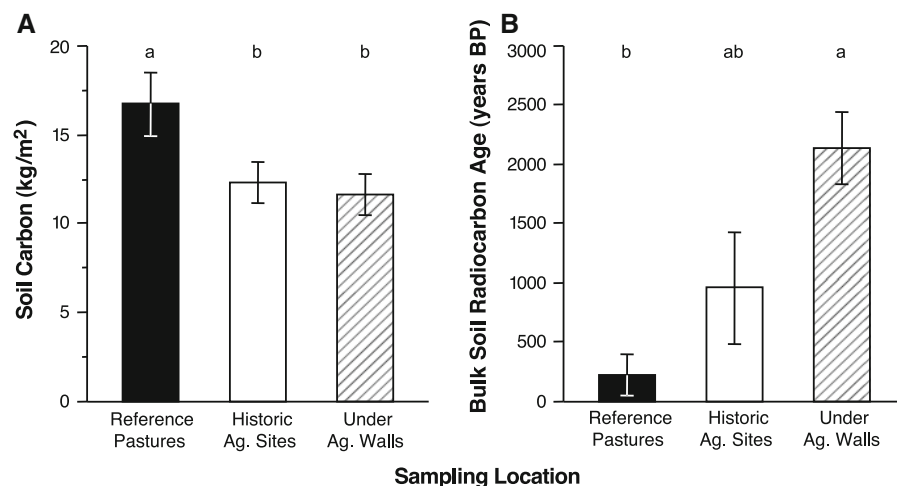 A
Soil Carbon (kg/m²)
20
15
10
5
0
a
b
b
Reference
Pastures
Historic
Ag. Sites
Under
Ag. Walls
B
Bulk Soil Radiocarbon Age (years BP)
3000
2500
2000
1500
1000
500
0
b
ab
a
Reference
Pastures
Historic
Ag. Sites
Under
Ag. Walls
Sampling Location